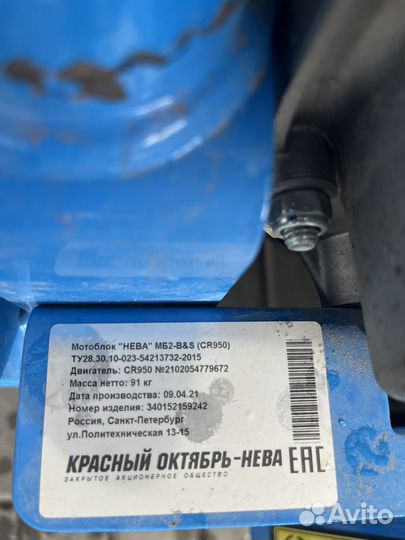 Мотоблок "НЕВА" МБ2-B&S (CR950)
ТУ28.30.10-023-54213732-2015
Двигатель: CR950 №2102054779672
Масса нетто: 91 кг
Дата производства: 09.04.21
Номер изделия: 340152159242
Россия, Санкт-Петербург
ул.Политехническая 13-15
КРАСНЫЙ ОКТЯБРЬ-НЕВА EAC
ЗАКРЫТОЕ АКЦИОНЕРНОЕ ОБЩЕСТВО
Avito